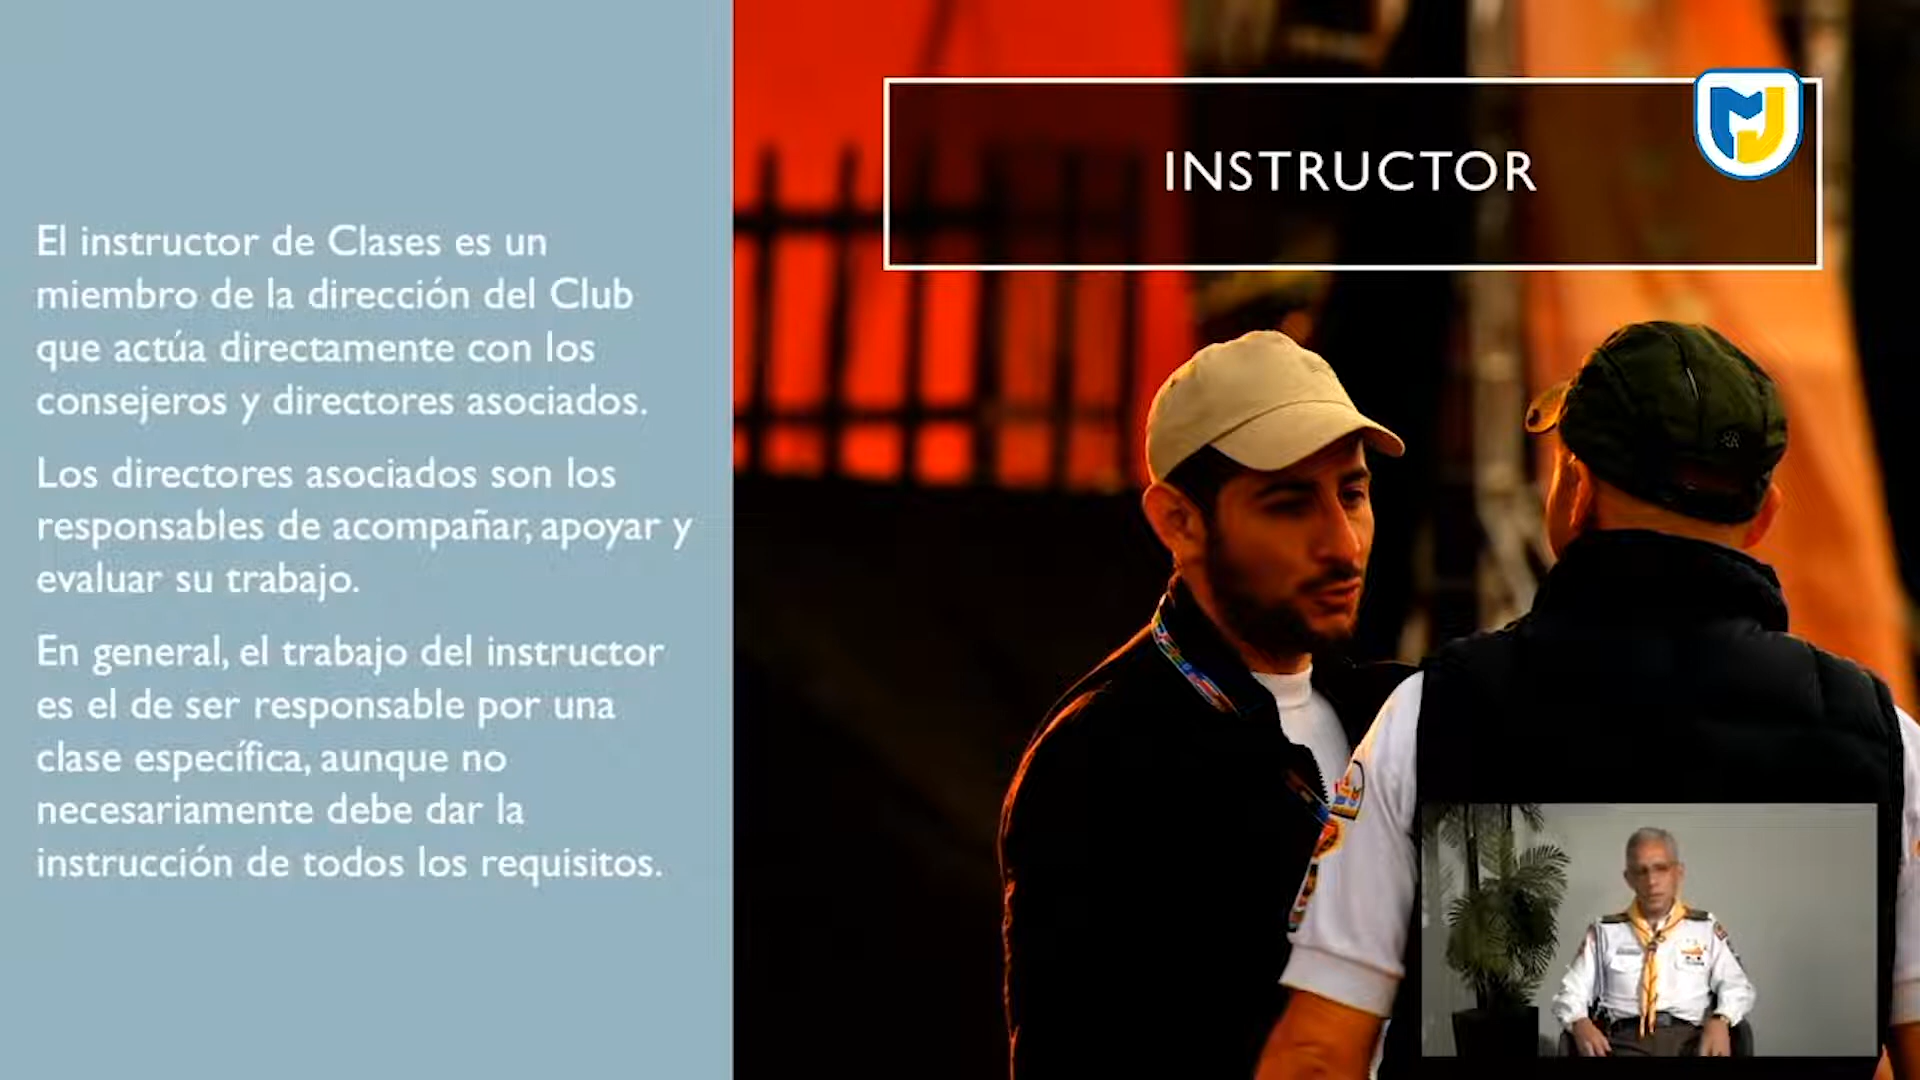 INSTRUCTOR
El instructor de Clases es un
miembro de la dirección del Club
que actúa directamente con los
consejeros y directores asociados.
Los directores asociados son los
responsables de acompañar, apoyar y
evaluar su trabajo.
En general, el trabajo del instructor
es el de ser responsable por una
clase específica, aunque no
necesariamente debe dar la
instrucción de todos los requisitos.